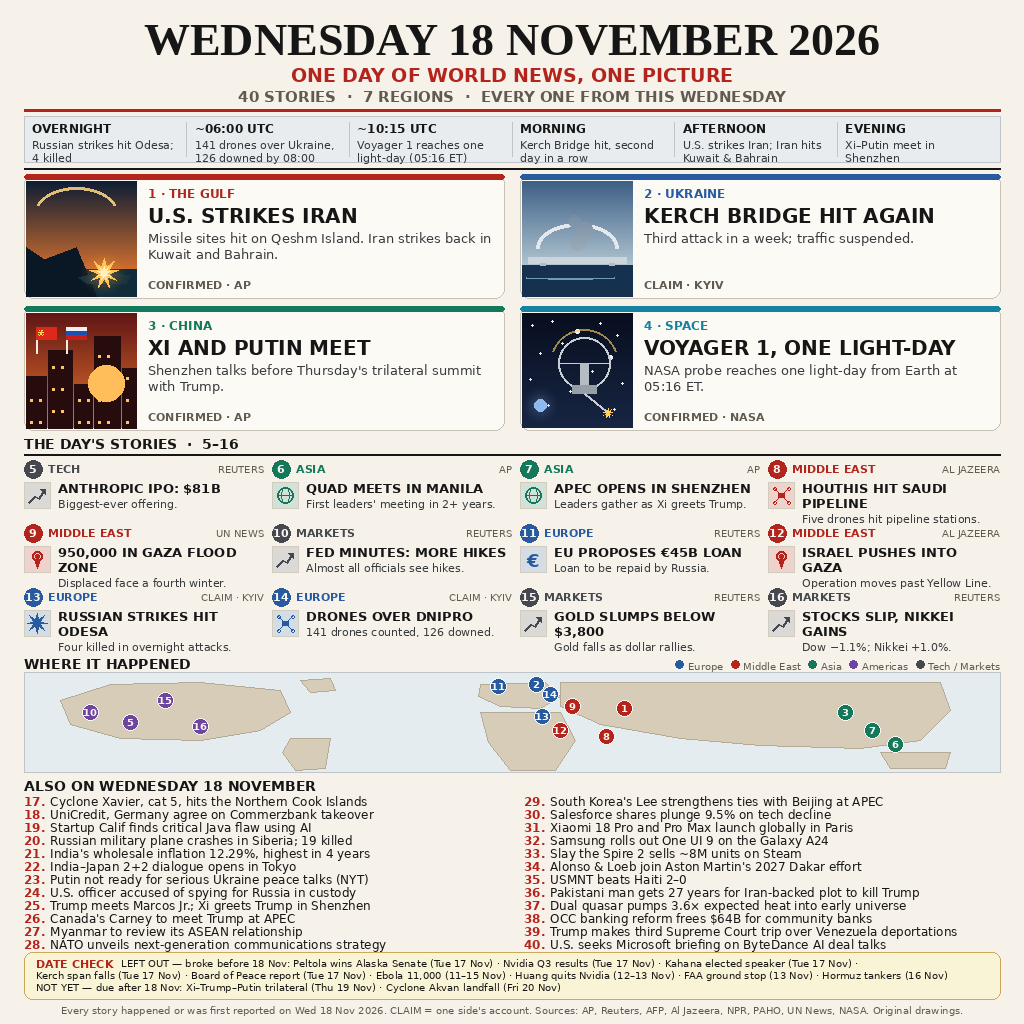 WEDNESDAY 18 NOVEMBER 2026
ONE DAY OF WORLD NEWS, ONE PICTURE
40 STORIES · 7 REGIONS · EVERY ONE FROM THIS WEDNESDAY
OVERNIGHT
Russian strikes hit Odesa;
4 killed
~06:00 UTC
141 drones over Ukraine,
126 downed by 08:00
~10:15 UTC
Voyager 1 reaches one
light-day (05:16 ET)
MORNING
Kerch Bridge hit, second
day in a row
AFTERNOON
U.S. strikes Iran; Iran hits
Kuwait & Bahrain
EVENING
Xi–Putin meet in
Shenzhen
1 · THE GULF
U.S. STRIKES IRAN
Missile sites hit on Qeshm Island. Iran strikes back in
Kuwait and Bahrain.
CONFIRMED · AP
2 · UKRAINE
KERCH BRIDGE HIT AGAIN
Third attack in a week; traffic suspended.
CLAIM · KYIV
3 · CHINA
XI AND PUTIN MEET
Shenzhen talks before Thursday's trilateral summit
with Trump.
CONFIRMED · AP
4 · SPACE
VOYAGER 1, ONE LIGHT-DAY
NASA probe reaches one light-day from Earth at
05:16 ET.
CONFIRMED · NASA
THE DAY'S STORIES · 5–16
5 TECH REUTERS
ANTHROPIC IPO: $81B
Biggest-ever offering.
6 ASIA AP
QUAD MEETS IN MANILA
First leaders' meeting in 2+ years.
7 ASIA AP
APEC OPENS IN SHENZHEN
Leaders gather as Xi greets Trump.
8 MIDDLE EAST AL JAZEERA
HOUTHIS HIT SAUDI
PIPELINE
Five drones hit pipeline stations.
9 MIDDLE EAST UN NEWS
950,000 IN GAZA FLOOD
ZONE
Displaced face a fourth winter.
10 MARKETS REUTERS
FED MINUTES: MORE HIKES
Almost all officials see hikes.
11 EUROPE REUTERS
€
EU PROPOSES €45B LOAN
Loan to be repaid by Russia.
12 MIDDLE EAST AL JAZEERA
ISRAEL PUSHES INTO
GAZA
Operation moves past Yellow Line.
13 EUROPE CLAIM · KYIV
RUSSIAN STRIKES HIT
ODESA
Four killed in overnight attacks.
14 EUROPE CLAIM · KYIV
DRONES OVER DNIPRO
141 drones counted, 126 downed.
15 MARKETS REUTERS
GOLD SLUMPS BELOW
$3,800
Gold falls as dollar rallies.
16 MARKETS REUTERS
STOCKS SLIP, NIKKEI
GAINS
Dow −1.1%; Nikkei +1.0%.
WHERE IT HAPPENED
Europe Middle East Asia Americas Tech / Markets
10
5
15
16
11
2
14
13
9
12
1
8
3
7
6
ALSO ON WEDNESDAY 18 NOVEMBER
17. Cyclone Xavier, cat 5, hits the Northern Cook Islands
18. UniCredit, Germany agree on Commerzbank takeover
19. Startup Calif finds critical Java flaw using AI
20. Russian military plane crashes in Siberia; 19 killed
21. India's wholesale inflation 12.29%, highest in 4 years
22. India–Japan 2+2 dialogue opens in Tokyo
23. Putin not ready for serious Ukraine peace talks (NYT)
24. U.S. officer accused of spying for Russia in custody
25. Trump meets Marcos Jr.; Xi greets Trump in Shenzhen
26. Canada's Carney to meet Trump at APEC
27. Myanmar to review its ASEAN relationship
28. NATO unveils next-generation communications strategy
29. South Korea's Lee strengthens ties with Beijing at APEC
30. Salesforce shares plunge 9.5% on tech decline
31. Xiaomi 18 Pro and Pro Max launch globally in Paris
32. Samsung rolls out One UI 9 on the Galaxy A24
33. Slay the Spire 2 sells ~8M units on Steam
34. Alonso & Loeb join Aston Martin's 2027 Dakar effort
35. USMNT beats Haiti 2–0
36. Pakistani man gets 27 years for Iran-backed plot to kill Trump
37. Dual quasar pumps 3.6× expected heat into early universe
38. OCC banking reform frees $64B for community banks
39. Trump makes third Supreme Court trip over Venezuela deportations
40. U.S. seeks Microsoft briefing on ByteDance AI deal talks
DATE CHECK LEFT OUT — broke before 18 Nov: Peltola wins Alaska Senate (Tue 17 Nov) · Nvidia Q3 results (Tue 17 Nov) · Kahana elected speaker (Tue 17 Nov) ·
Kerch span falls (Tue 17 Nov) · Board of Peace report (Tue 17 Nov) · Ebola 11,000 (11–15 Nov) · Huang quits Nvidia (12–13 Nov) · FAA ground stop (13 Nov) · Hormuz tankers (16 Nov)
NOT YET — due after 18 Nov: Xi–Trump–Putin trilateral (Thu 19 Nov) · Cyclone Akvan landfall (Fri 20 Nov)
Every story happened or was first reported on Wed 18 Nov 2026. CLAIM = one side's account. Sources: AP, Reuters, AFP, Al Jazeera, NPR, PAHO, UN News, NASA. Original drawings.